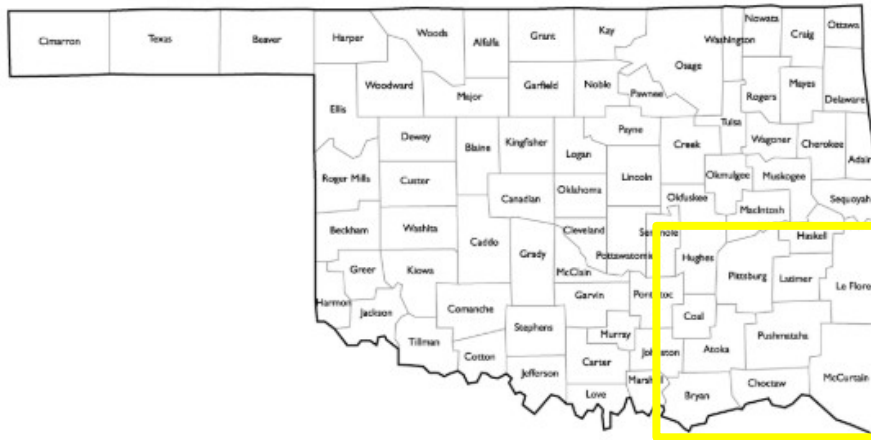 Cimarron Texas Beaver Harper Woods Alfalfa Grant Kay Osage Washington Nowata Craig Ottawa
Woodward Major Garfield Noble Pawnee Rogers Mayes Delaware
Ellis Dewey Blaine Kingfisher Logan Payne Creek Tulsa Wagoner Cherokee Adair
Roger Mills Custer Canadian Oklahoma Lincoln Okfuskee Okmulgee Muskogee Sequoyah
Beckham Washita Caddo Grady Cleveland Pottawatomie Seminole Hughes MacIntosh Haskell
Greer Kiowa McClain Pittsburg Latimer Le Flore
Harmon Jackson Comanche Garvin Pontotoc Coal
Tillman Cotton Stephens Murray Johnston Atoka Pushmataha
Jefferson Carter Love Marshall Bryan Choctaw McCurtain